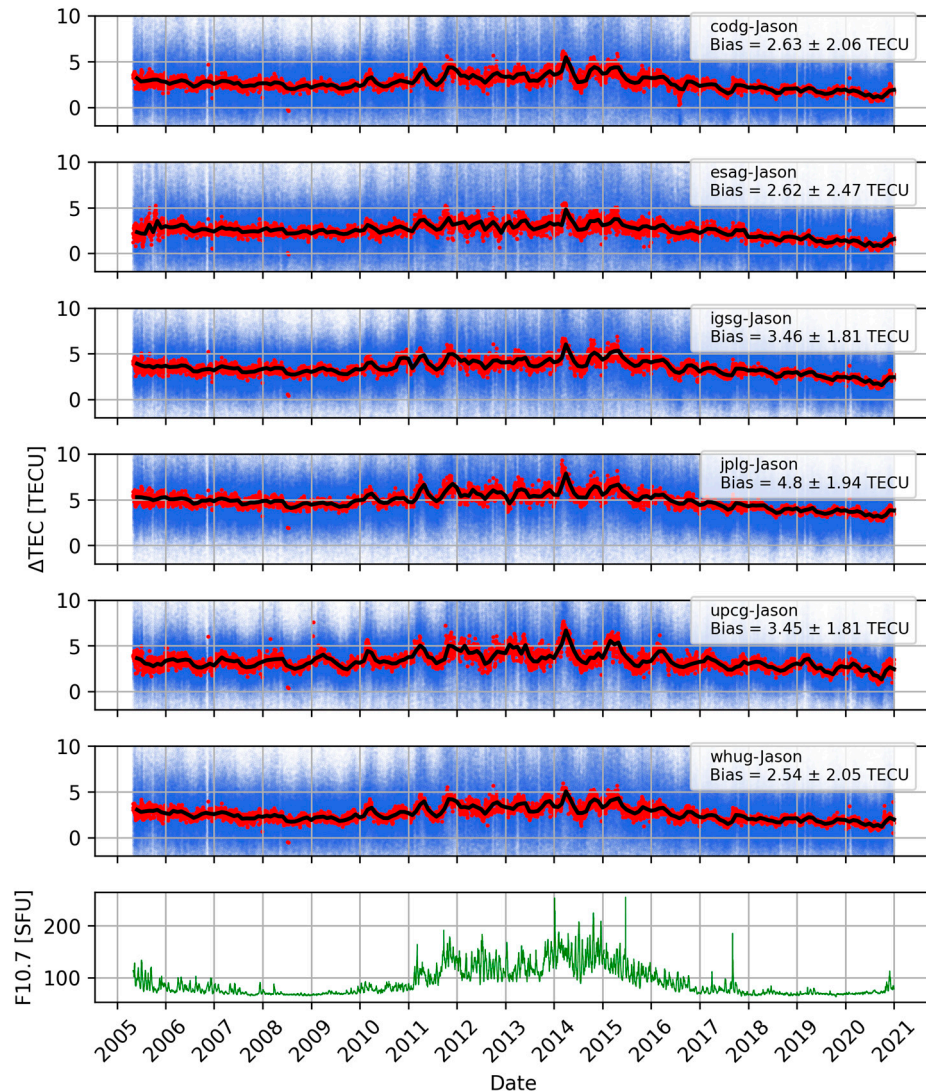 10
5
0
codg-Jason
Bias = 2.63 ± 2.06 TECU
10
5
0
esag-Jason
Bias = 2.62 ± 2.47 TECU
10
5
0
igsg-Jason
Bias = 3.46 ± 1.81 TECU
ΔTEC [TECU]
10
5
0
jplg-Jason
Bias = 4.8 ± 1.94 TECU
10
5
0
upcg-Jason
Bias = 3.45 ± 1.81 TECU
10
5
0
whug-Jason
Bias = 2.54 ± 2.05 TECU
F10.7 [SFU]
200
100
2005 2006 2007 2008 2009 2010 2011 2012 2013 2014 2015 2016 2017 2018 2019 2020 2021
Date